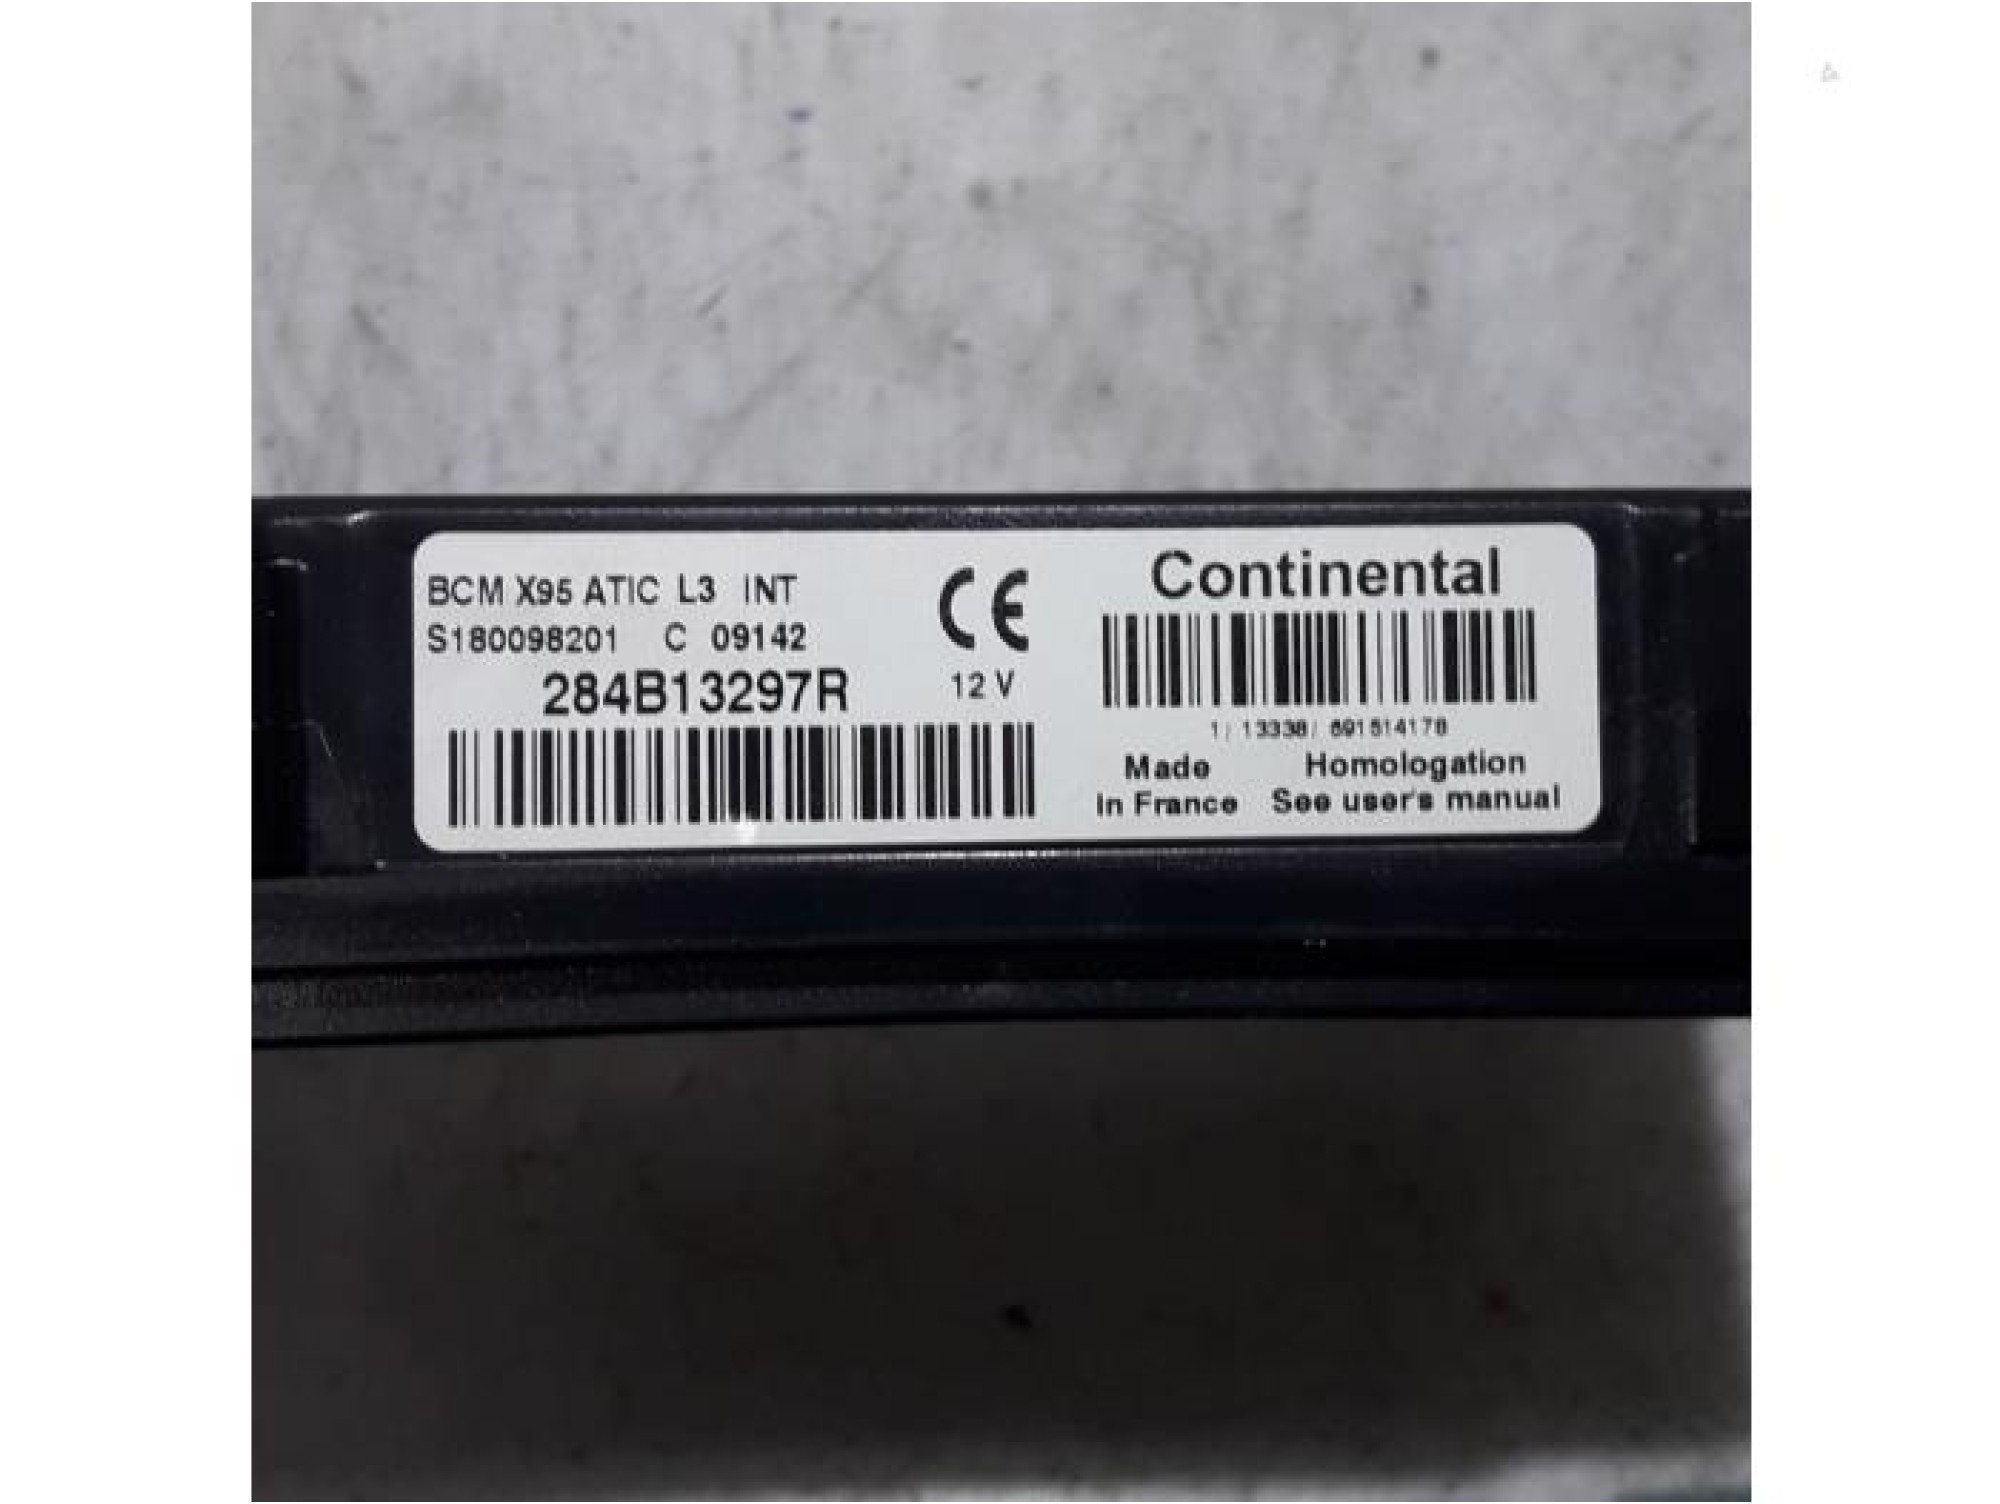 BCM X95 ATIC L3 INT
S180098201 C 09142
284B13297R
CE
12 V
Continental
1/ 13338/ 691514178
Made
in France
Homologation
See user's manual